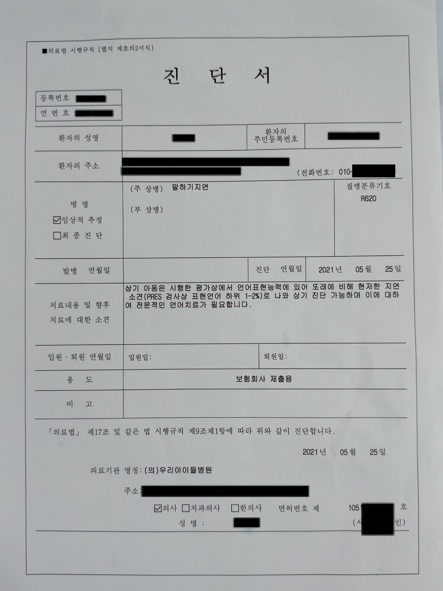 ■의료법 시행규칙 [별지 제호의2서식]
진 단 서
등록번호
연 번 호
환자의 성명 환자의 주민등록번호
환자의 주소 (전화번호: 010-
병 명 (주 상병) 말하기지연 질병분류기호
(부 상병) R620
☑임상적 추정
☐최 종 진 단
발병 연월일 진단 연월일 2021년 05월 25일
치료내용 및 향후 치료에 대한 소견
상기 아동은 시행한 평가상에서 언어표현능력에 있어 또래에 비해 현저한 지연
소견(PRES 검사상 표현언어 하위 1-2%)로 나와 상기 진단 가능하며 이에 대하
여 전문적인 언어치료가 필요합니다.
입원·퇴원 연월일 입원일: 퇴원일:
용 도 보험회사 제출용
비 고
「의료법」 제17조 및 같은 법 시행규칙 제9조제1항에 따라 위와 같이 진단합니다.
2021년 05월 25일
의료기관 명칭: (의)우리아이들병원
주소:
☑의사 ☐치과의사 ☐한의사 면허번호 제 105 호
성 명 : (서 인)